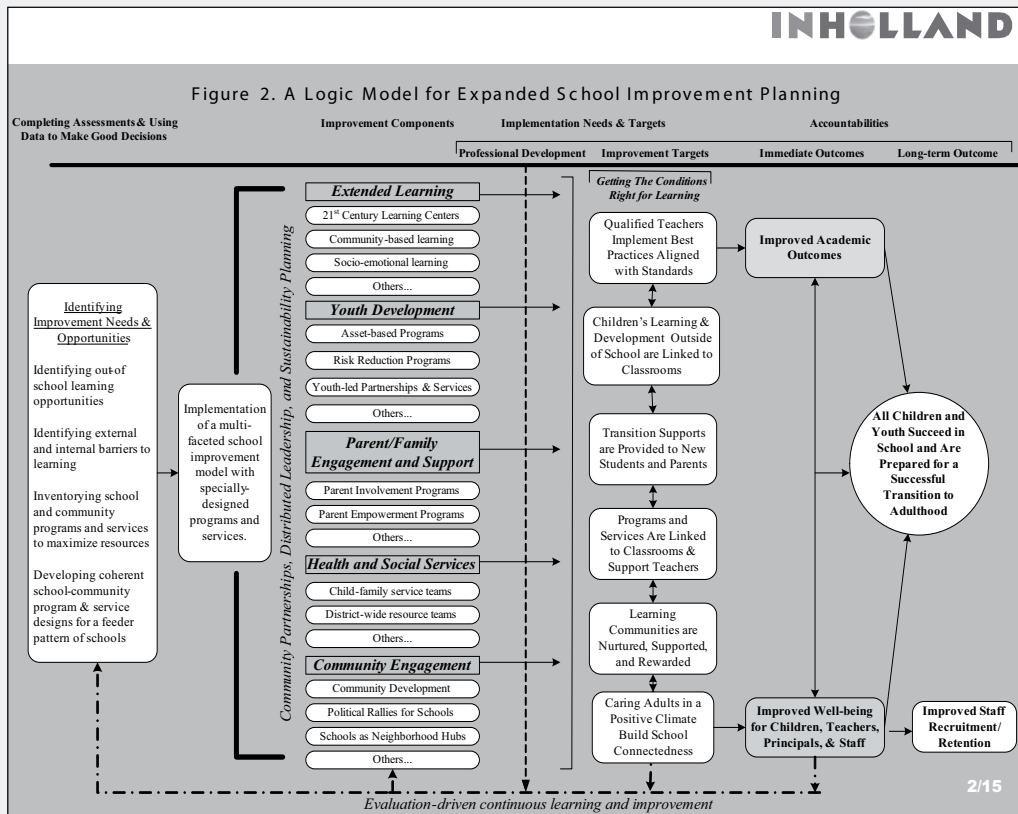 INHOLLAND
Figure 2. A Logic Model for Expanded School Improvement Planning
Completing Assessments & Using
Data to Make Good Decisions
Improvement Components
Implementation Needs & Targets
Accountabilities
Professional Development
Improvement Targets
Immediate Outcomes
Long-term Outcome
Identifying
Improvement Needs &
Opportunities
Identifying out-of
school learning
opportunities
Identifying external
and internal barriers to
learning
Inventorying school
and community
programs and services
to maximize resources
Developing coherent
school-community
program & service
designs for a feeder
pattern of schools
Implementation
of a multi-
faceted school
improvement
model with
specially-
designed
programs and
services.
Community Partnerships, Distributed Leadership, and Sustainability Planning
Extended Learning
21st Century Learning Centers
Community-based learning
Socio-emotional learning
Others...
Youth Development
Asset-based Programs
Risk Reduction Programs
Youth-led Partnerships & Services
Others...
Parent/Family
Engagement and Support
Parent Involvement Programs
Parent Empowerment Programs
Others...
Health and Social Services
Child-family service teams
District-wide resource teams
Others...
Community Engagement
Community Development
Political Rallies for Schools
Schools as Neighborhood Hubs
Others...
Getting The Conditions
Right for Learning
Qualified Teachers
Implement Best
Practices Aligned
with Standards
Children's Learning &
Development Outside
of School are Linked to
Classrooms
Transition Supports
are Provided to New
Students and Parents
Programs and
Services Are Linked
to Classrooms &
Support Teachers
Learning
Communities are
Nurtured, Supported,
and Rewarded
Caring Adults in a
Positive Climate
Build School
Connectedness
Improved Academic
Outcomes
Improved Well-being
for Children, Teachers,
Principals, & Staff
All Children and
Youth Succeed in
School and Are
Prepared for a
Successful
Transition to
Adulthood
Improved Staff
Recruitment/
Retention
Evaluation-driven continuous learning and improvement
2/15